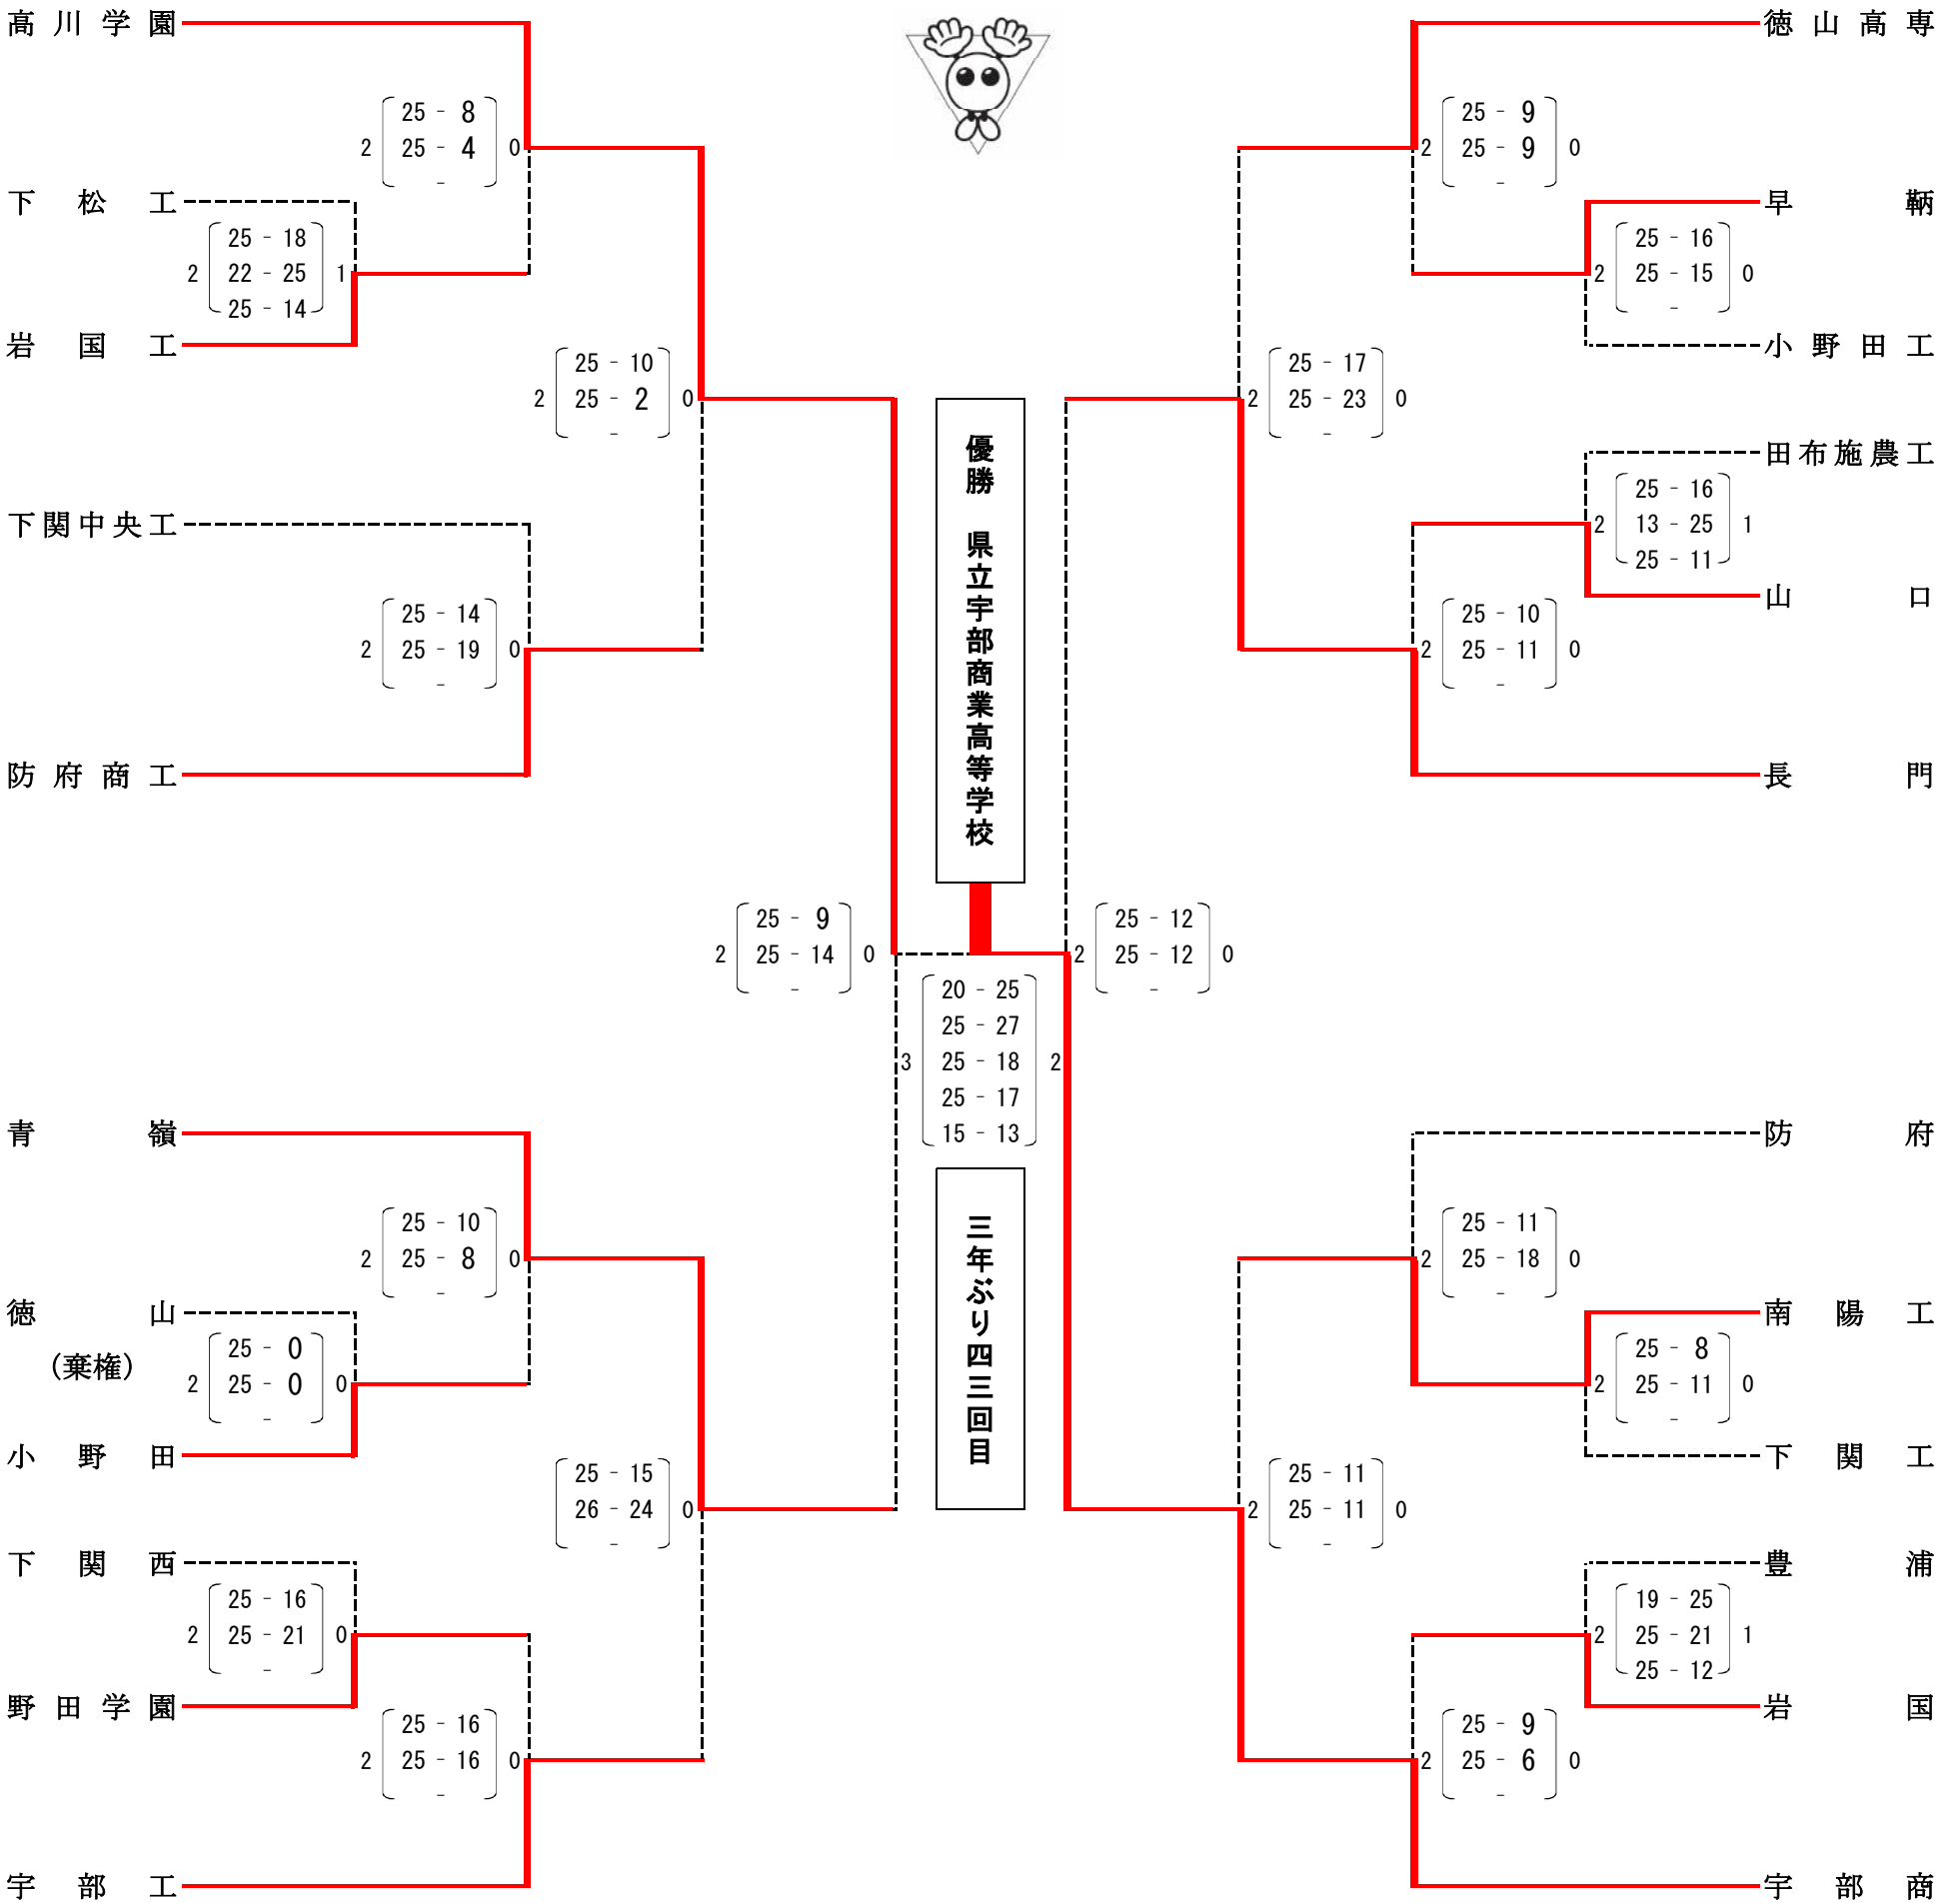 高川学園
25 - 8
2 25 - 4 0
-
下松工
25 - 18
2 22 - 25 1
25 - 14
岩国工
25 - 10
2 25 - 2 0
-
下関中央工
25 - 14
2 25 - 19 0
-
防府商工
25 - 9
2 25 - 14 0
-
青嶺
25 - 10
2 25 - 8 0
-
徳山
(棄権)
25 - 0
2 25 - 0 0
-
小野田
25 - 15
26 - 24 0
-
下関西
25 - 16
2 25 - 21 0
-
野田学園
25 - 16
2 25 - 16 0
-
宇部工
優勝 県立宇部商業高等学校
20 - 25
25 - 27
3 25 - 18 2
25 - 17
15 - 13
三年ぶり四三回目
徳山高専
25 - 9
2 25 - 9 0
-
早鞆
25 - 16
2 25 - 15 0
-
小野田工
25 - 17
2 25 - 23 0
-
田布施農工
25 - 16
2 13 - 25 1
25 - 11
山口
25 - 10
2 25 - 11 0
-
長門
25 - 12
2 25 - 12 0
-
防府
25 - 11
2 25 - 18 0
-
南陽工
25 - 8
2 25 - 11 0
-
下関工
25 - 11
2 25 - 11 0
-
豊浦
19 - 25
2 25 - 21 1
25 - 12
岩国
25 - 9
2 25 - 6 0
-
宇部商